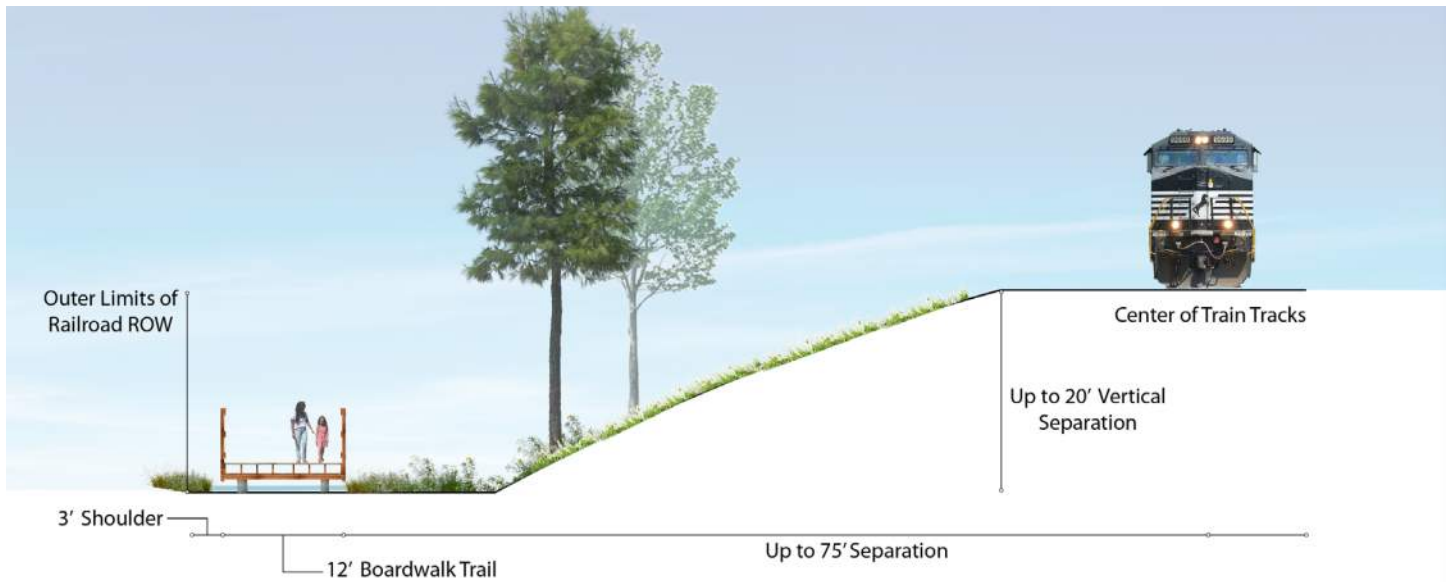 Outer Limits of
Railroad ROW
Center of Train Tracks
Up to 20' Vertical
Separation
3' Shoulder
Up to 75' Separation
12' Boardwalk Trail